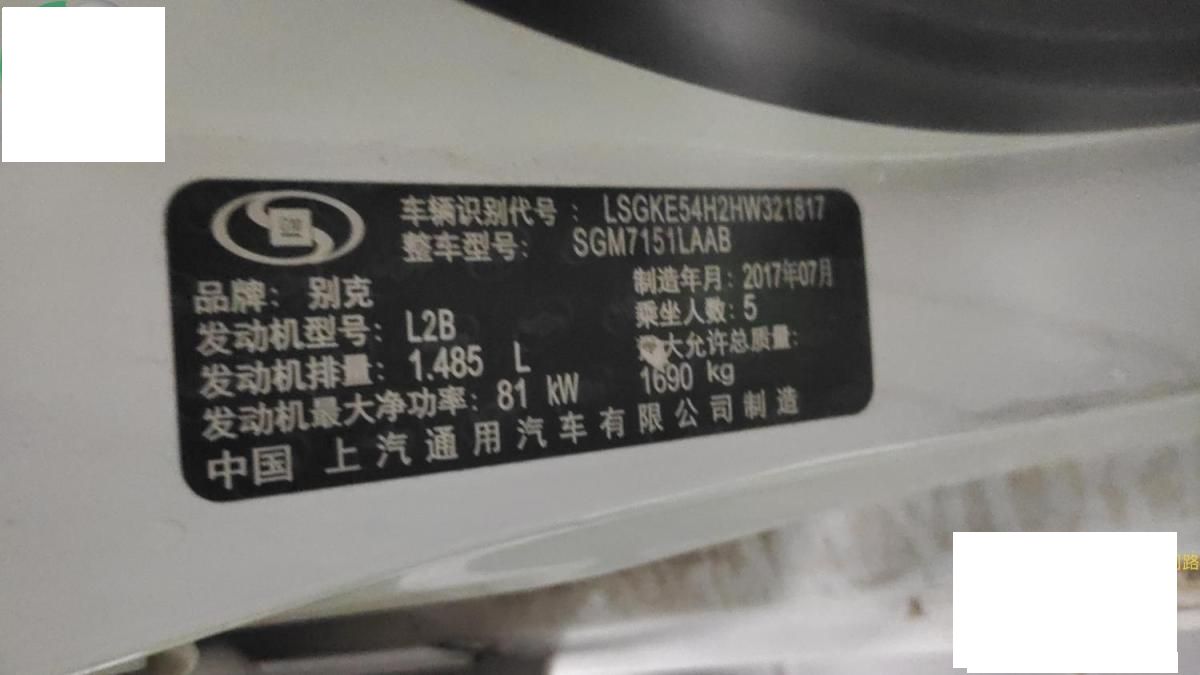 车辆识别代号： LSGKE54H2HW321817
整车型号： SGM7151LAAB
品牌： 别克
制造年月：2017年07月
发动机型号： L2B
乘坐人数：5
发动机排量： 1.485 L
大允许总质量：
1690 kg
发动机最大净功率： 81 kW
中国 上汽通用汽车有限公司制造